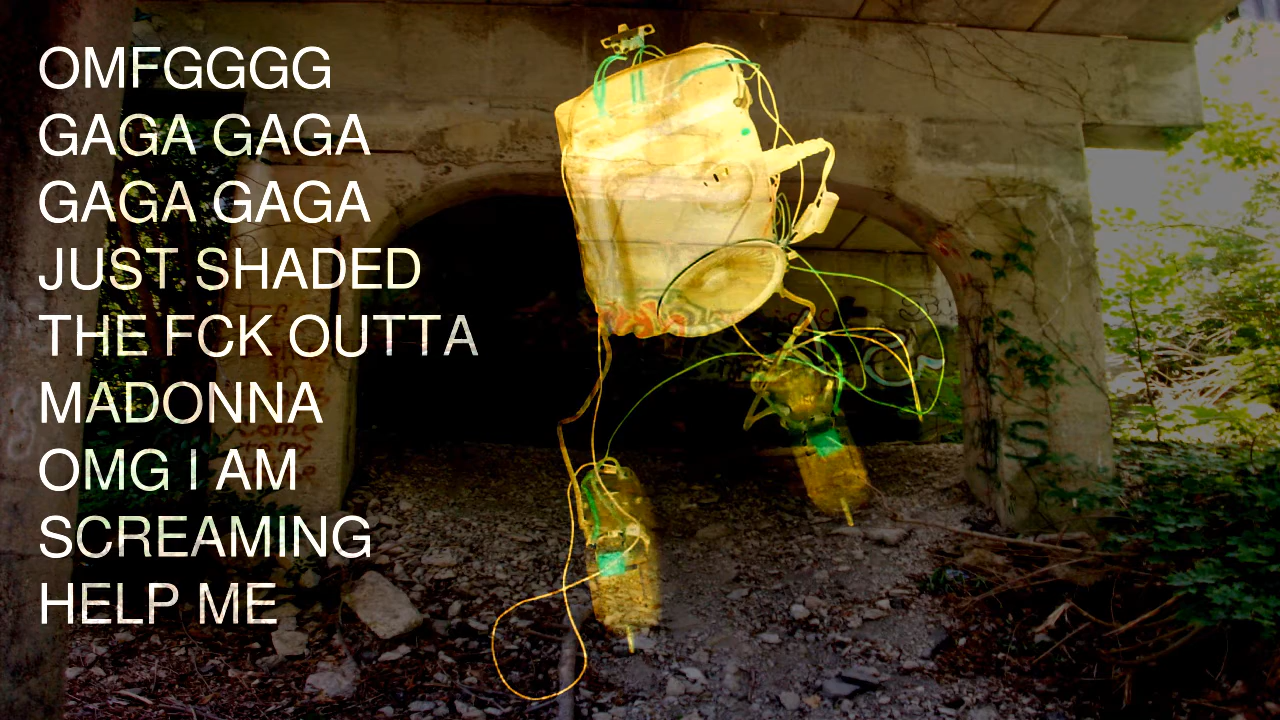 OMFGGGG
GAGA GAGA
GAGA GAGA
JUST SHADED
THE FCK OUTTA
MADONNA
OMG I AM
SCREAMING
HELP ME